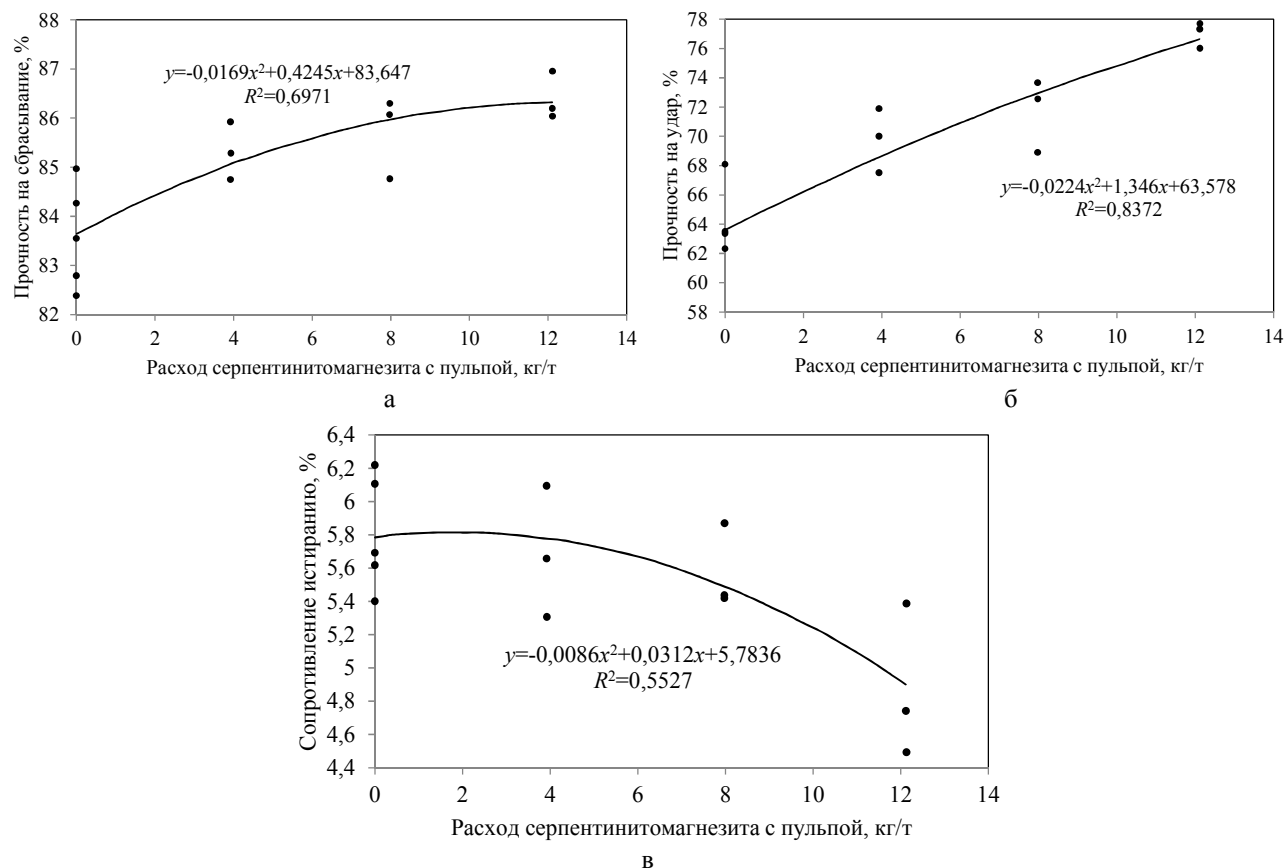 Прочность на сбрасывание, %
88
87
86
85
84
83
82
y=-0,0169x²+0,4245x+83,647
R²=0,6971
0 2 4 6 8 10 12 14
Расход серпентинитомагнезита с пульпой, кг/т
а
Прочность на удар, %
78
76
74
72
70
68
66
64
62
60
58
y=-0,0224x²+1,346x+63,578
R²=0,8372
0 2 4 6 8 10 12 14
Расход серпентинитомагнезита с пульпой, кг/т
б
Сопротивление истиранию, %
6,4
6,2
6
5,8
5,6
5,4
5,2
5
4,8
4,6
4,4
y=-0,0086x²+0,0312x+5,7836
R²=0,5527
0 2 4 6 8 10 12 14
Расход серпентинитомагнезита с пульпой, кг/т
в